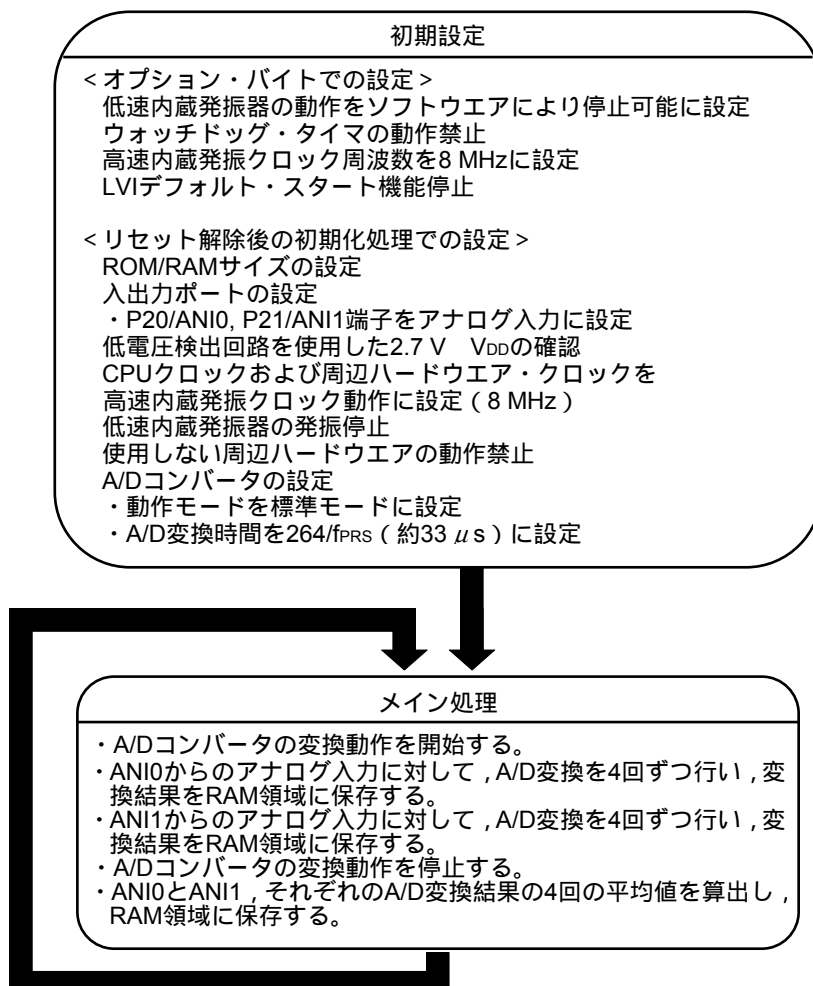 初期設定
<オプション・バイトでの設定>
低速内蔵発振器の動作をソフトウエアにより停止可能に設定
ウォッチドッグ・タイマの動作禁止
高速内蔵発振クロック周波数を8 MHzに設定
LVIデフォルト・スタート機能停止
<リセット解除後の初期化処理での設定>
ROM/RAMサイズの設定
入出力ポートの設定
・P20/ANI0, P21/ANI1端子をアナログ入力に設定
低電圧検出回路を使用した2.7 V VDDの確認
CPUクロックおよび周辺ハードウエア・クロックを
高速内蔵発振クロック動作に設定(8 MHz)
低速内蔵発振器の発振停止
使用しない周辺ハードウエアの動作禁止
A/Dコンバータの設定
・動作モードを標準モードに設定
・A/D変換時間を264/fPRS(約33 μs)に設定
メイン処理
・A/Dコンバータの変換動作を開始する。
・ANI0からのアナログ入力に対して,A/D変換を4回ずつ行い,変
換結果をRAM領域に保存する。
・ANI1からのアナログ入力に対して,A/D変換を4回ずつ行い,変
換結果をRAM領域に保存する。
・A/Dコンバータの変換動作を停止する。
・ANI0とANI1,それぞれのA/D変換結果の4回の平均値を算出し,
RAM領域に保存する。